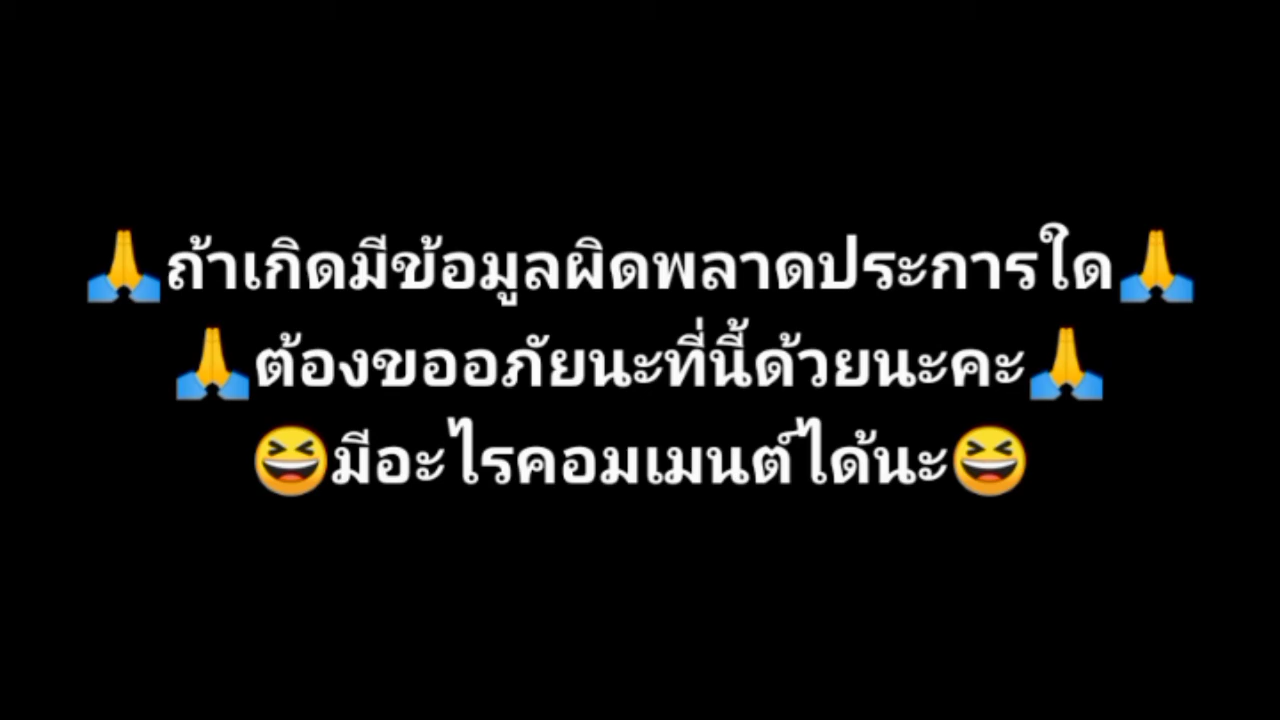 🙏ถ้าเกิดมีข้อมูลผิดพลาดประการใด🙏
🙏ต้องขออภัยนะที่นี้ด้วยนะคะ🙏
😆มีอะไรคอมเมนต์ได้นะ😆